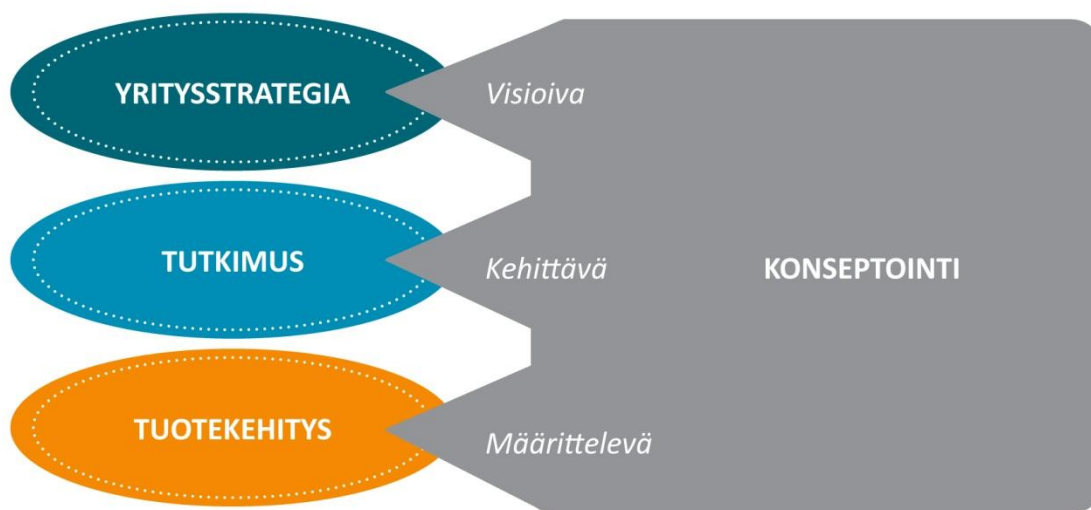 YRITYSSTRATEGIA
Visioiva
TUTKIMUS
Kehittävä
KONSEPTOINTI
TUOTEKEHITYS
Määrittelevä